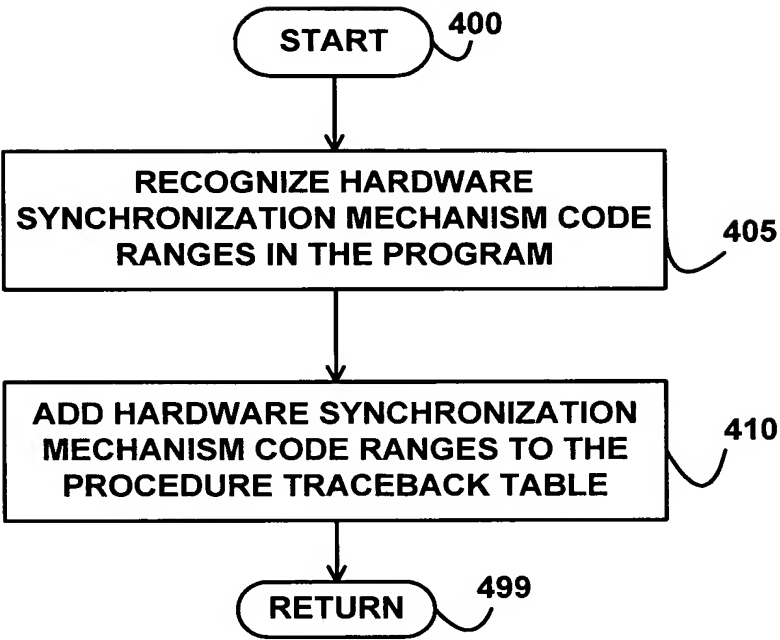 START
400
RECOGNIZE HARDWARE
SYNCHRONIZATION MECHANISM CODE
RANGES IN THE PROGRAM
405
ADD HARDWARE SYNCHRONIZATION
MECHANISM CODE RANGES TO THE
PROCEDURE TRACEBACK TABLE
410
RETURN
499